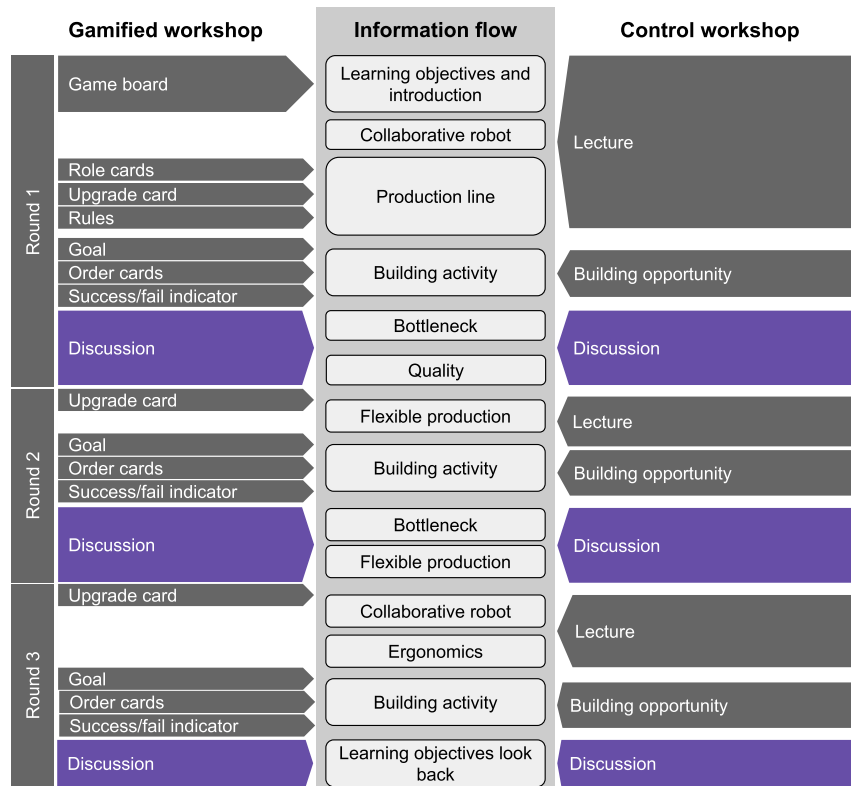 Gamified workshop
Information flow
Control workshop
Round 1
Game board
Learning objectives and
introduction
Lecture
Collaborative robot
Role cards
Upgrade card
Rules
Production line
Goal
Order cards
Success/fail indicator
Building activity
Building opportunity
Discussion
Bottleneck
Quality
Discussion
Round 2
Upgrade card
Flexible production
Lecture
Goal
Order cards
Success/fail indicator
Building activity
Building opportunity
Discussion
Bottleneck
Flexible production
Discussion
Round 3
Upgrade card
Collaborative robot
Ergonomics
Lecture
Goal
Order cards
Success/fail indicator
Building activity
Building opportunity
Discussion
Learning objectives look
back
Discussion